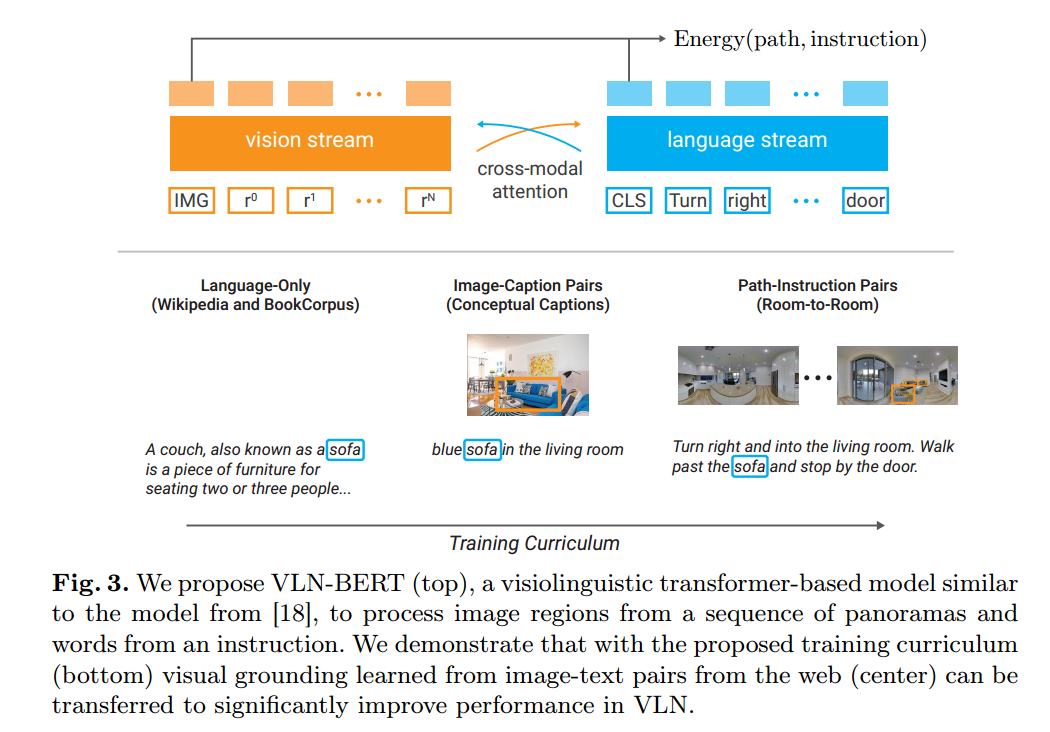 Energy(path, instruction)
vision stream
language stream
cross-modal
attention
IMG r⁰ r¹ ••• rᴺ
CLS Turn right ••• door
Language-Only
(Wikipedia and BookCorpus)
Image-Caption Pairs
(Conceptual Captions)
Path-Instruction Pairs
(Room-to-Room)
A couch, also known as a sofa
is a piece of furniture for
seating two or three people...
blue sofa in the living room
Turn right and into the living room. Walk
past the sofa and stop by the door.
Training Curriculum
Fig. 3. We propose VLN-BERT (top), a visiolinguistic transformer-based model similar
to the model from [18], to process image regions from a sequence of panoramas and
words from an instruction. We demonstrate that with the proposed training curriculum
(bottom) visual grounding learned from image-text pairs from the web (center) can be
transferred to significantly improve performance in VLN.